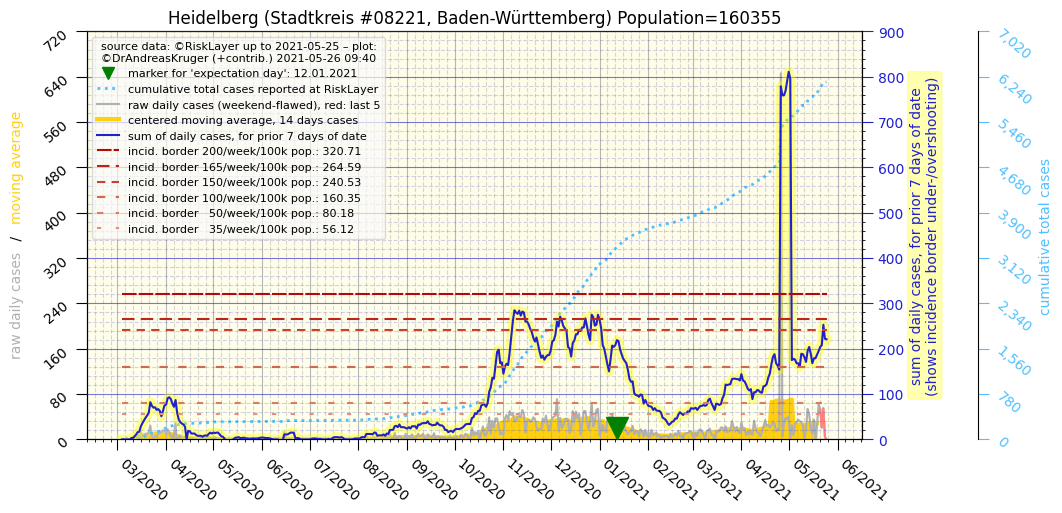 Heidelberg (Stadtkreis #08221, Baden-Württemberg) Population=160355
source data: ©RiskLayer up to 2021-05-25 – plot:
©DrAndreasKruger (+contrib.) 2021-05-26 09:40
marker for 'expectation day': 12.01.2021
cumulative total cases reported at RiskLayer
raw daily cases (weekend-flawed), red: last 5
centered moving average, 14 days cases
sum of daily cases, for prior 7 days of date
incid. border 200/week/100k pop.: 320.71
incid. border 165/week/100k pop.: 264.59
incid. border 150/week/100k pop.: 240.53
incid. border 100/week/100k pop.: 160.35
incid. border   50/week/100k pop.: 80.18
incid. border   35/week/100k pop.: 56.12
raw daily cases / moving average
720
640
560
480
400
320
240
160
80
0
03/2020
04/2020
05/2020
06/2020
07/2020
08/2020
09/2020
10/2020
11/2020
12/2020
01/2021
02/2021
03/2021
04/2021
05/2021
06/2021
900
800
700
600
500
400
300
200
100
0
sum of daily cases, for prior 7 days of date
(shows incidence border under-/overshooting)
7,020
6,240
5,460
4,680
3,900
3,120
2,340
1,560
780
0
cumulative total cases